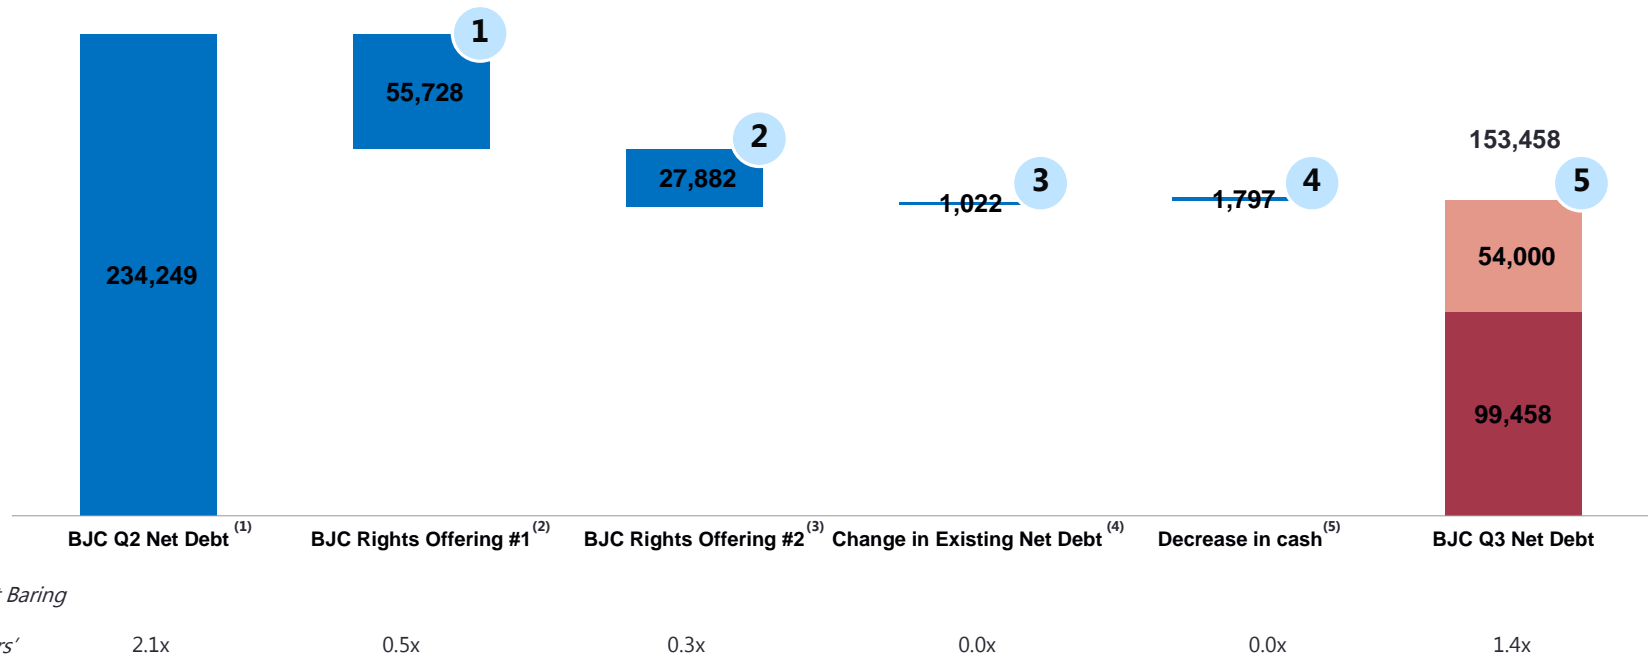 1
55,728
2
27,882
3
1,022
4
1,797
153,458
5
54,000
234,249
99,458
BJC Q2 Net Debt (1)
BJC Rights Offering #1 (2)
BJC Rights Offering #2 (3)
Change in Existing Net Debt (4)
Decrease in cash (5)
BJC Q3 Net Debt
Baring
2.1x 0.5x 0.3x 0.0x 0.0x 1.4x